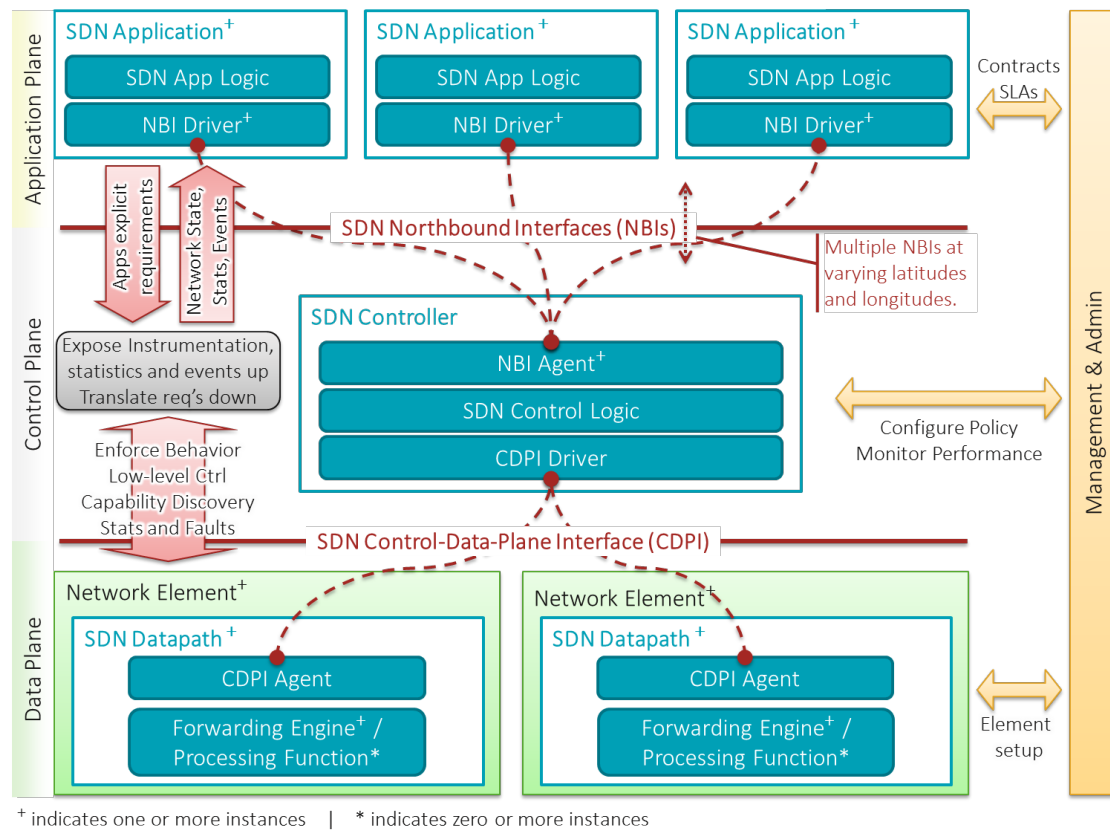 Application Plane
SDN Application+
SDN App Logic
NBI Driver+
SDN Application+
SDN App Logic
NBI Driver+
SDN Application+
SDN App Logic
NBI Driver+
Contracts
SLAs
Apps explicit
requirements
Network State,
Stats, Events
SDN Northbound Interfaces (NBIs)
Multiple NBIs at
varying latitudes
and longitudes.
Control Plane
Expose Instrumentation,
statistics and events up
Translate req's down
SDN Controller
NBI Agent+
SDN Control Logic
CDPI Driver
Configure Policy
Monitor Performance
Management & Admin
Enforce Behavior
Low-level Ctrl
Capability Discovery
Stats and Faults
SDN Control-Data-Plane Interface (CDPI)
Data Plane
Network Element+
SDN Datapath +
CDPI Agent
Forwarding Engine+ /
Processing Function*
Network Element+
SDN Datapath +
CDPI Agent
Forwarding Engine+ /
Processing Function*
Element
setup
+ indicates one or more instances | * indicates zero or more instances